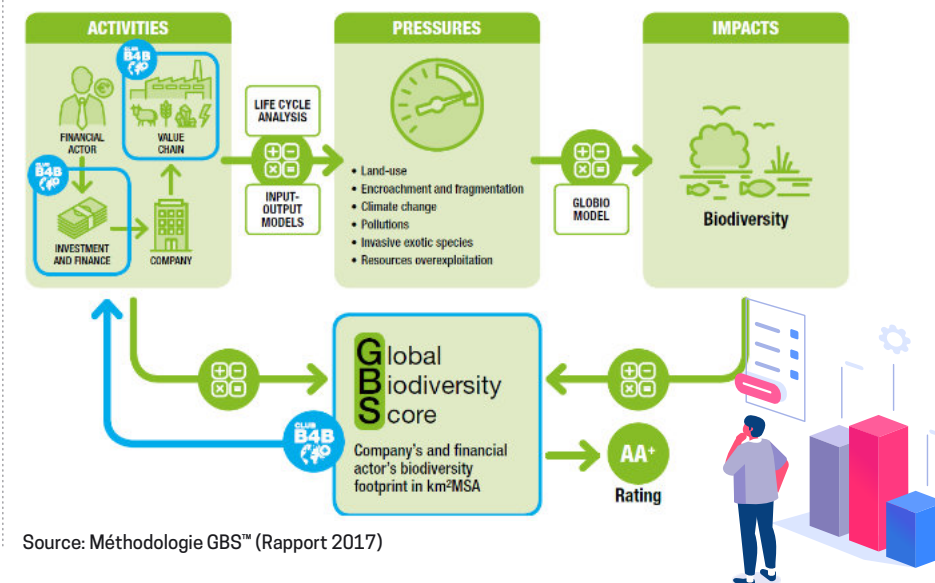 ACTIVITIES
CLUB
B4B
FINANCIAL
ACTOR
VALUE
CHAIN
CLUB
B4B
INVESTMENT
AND FINANCE
COMPANY
LIFE CYCLE
ANALYSIS
INPUT-
OUTPUT
MODELS
PRESSURES
• Land-use
• Encroachment and fragmentation
• Climate change
• Pollutions
• Invasive exotic species
• Resources overexploitation
GLOBIO
MODEL
IMPACTS
Biodiversity
Global
Biodiversity
Score
Company's and financial
actor's biodiversity
footprint in km²MSA
CLUB
B4B
AA⁺
Rating
Source: Méthodologie GBS™ (Rapport 2017)